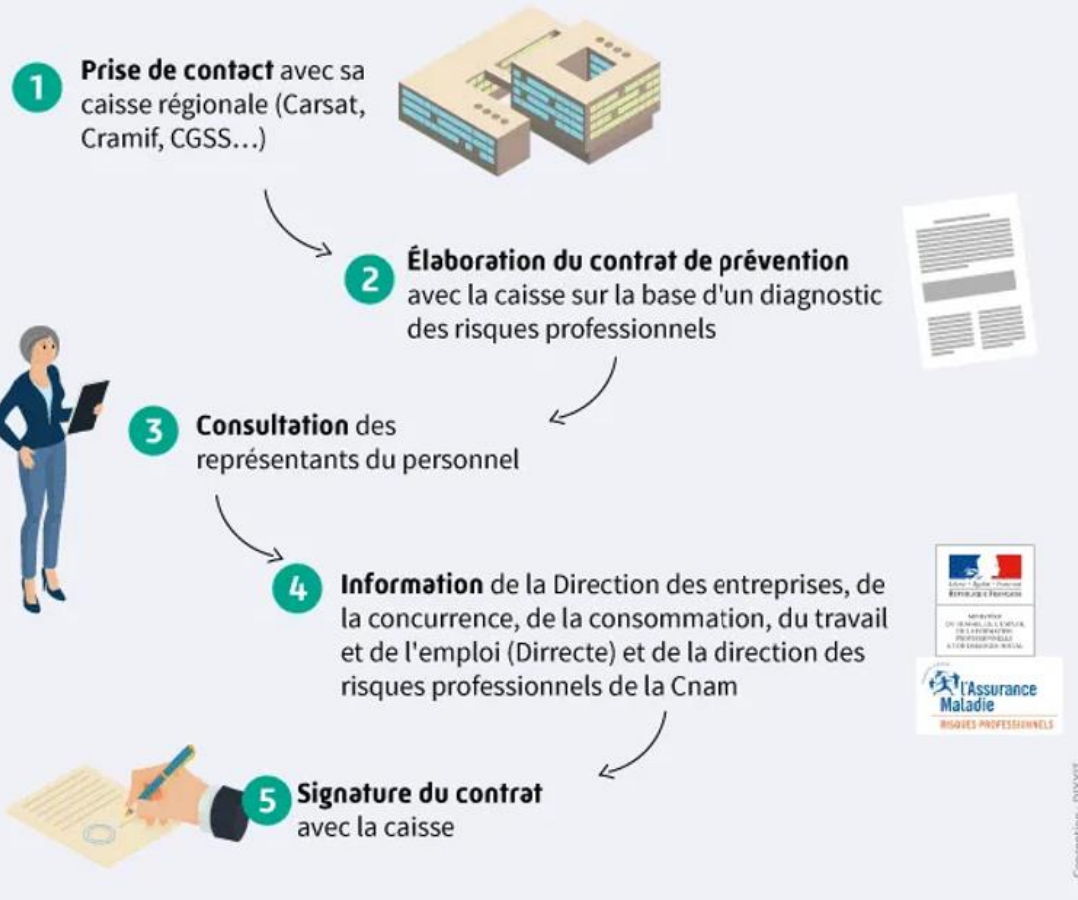 1
Prise de contact avec sa
caisse régionale (Carsat,
Cramif, CGSS...)
2
Élaboration du contrat de prévention
avec la caisse sur la base d'un diagnostic
des risques professionnels
3
Consultation des
représentants du personnel
4
Information de la Direction des entreprises, de
la concurrence, de la consommation, du travail
et de l'emploi (Dirrecte) et de la direction des
risques professionnels de la Cnam
RÉPUBLIQUE FRANÇAISE
l'Assurance
Maladie
RISQUES PROFESSIONNELS
5
Signature du contrat
avec la caisse